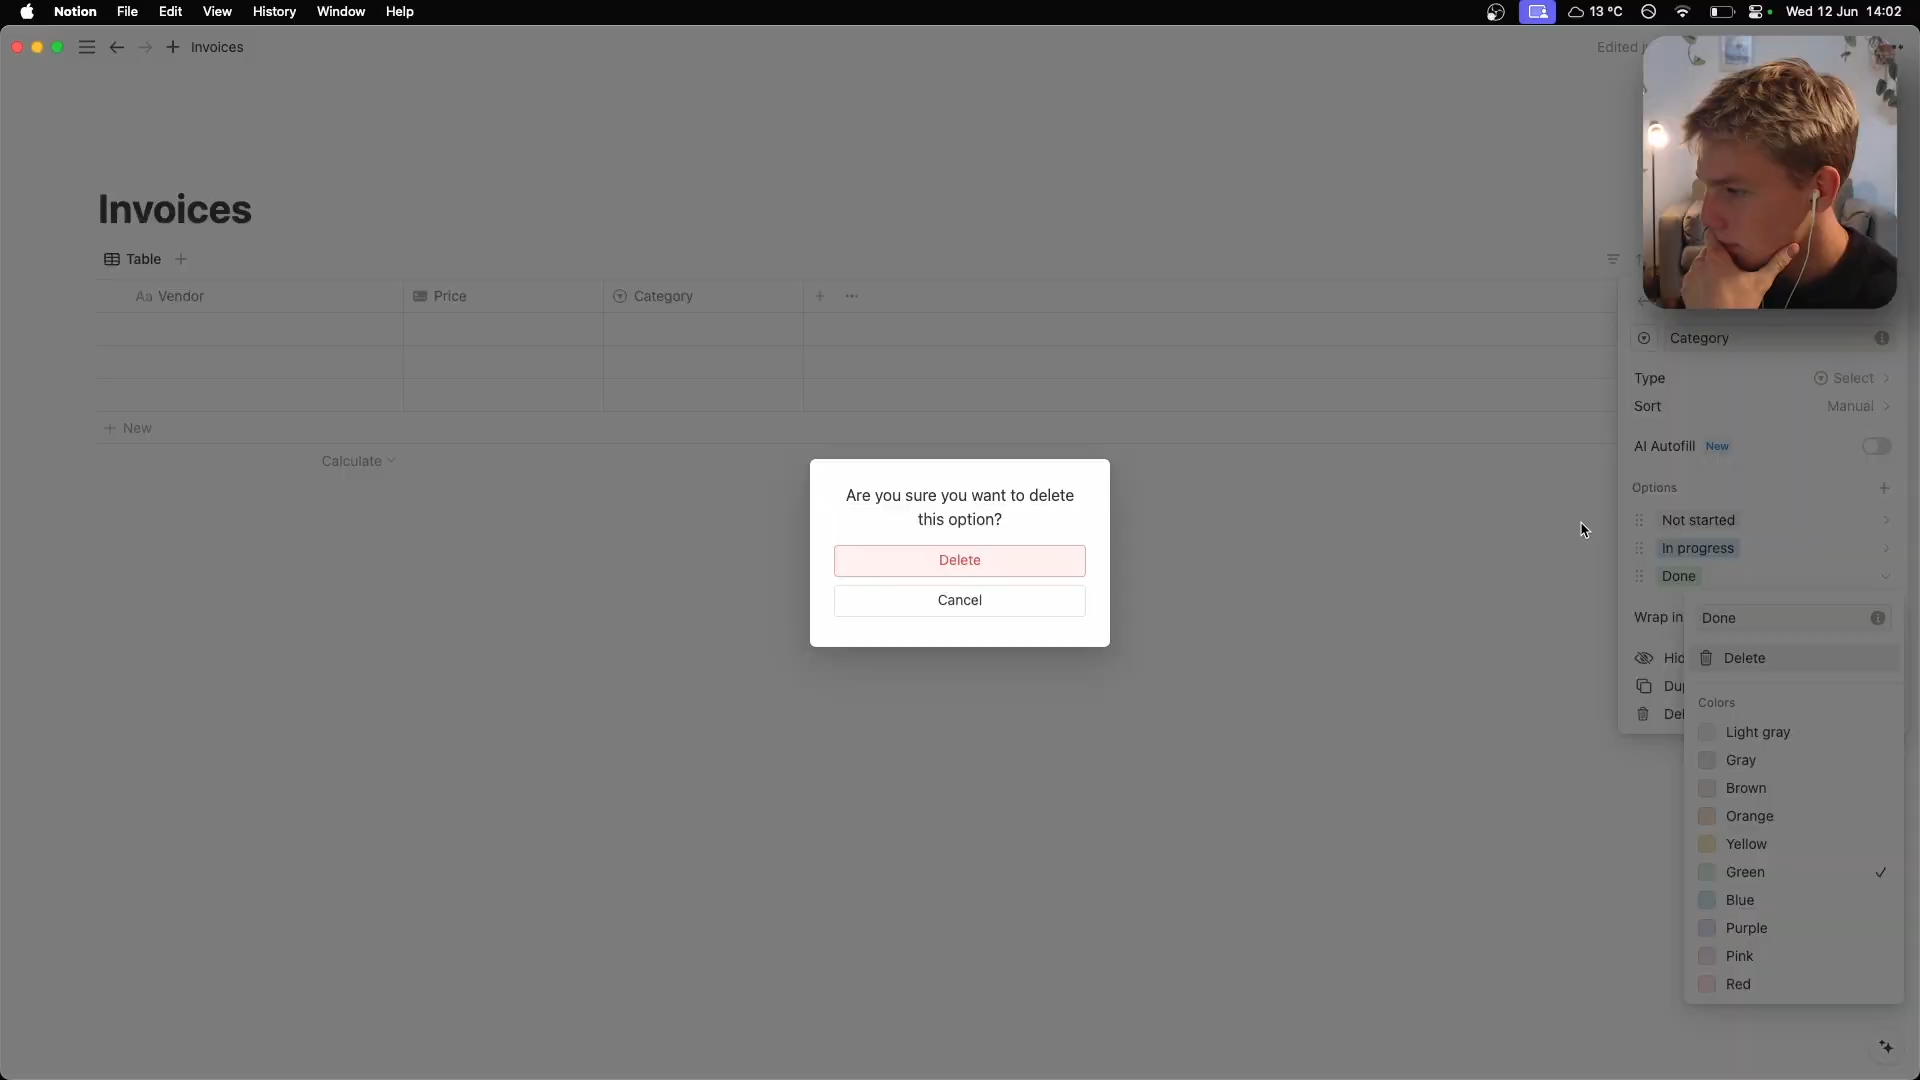 Notion File Edit View History Window Help 13 °C Wed 12 Jun 14:02
Invoices
Edited
Invoices
Table
Aa Vendor Price Category
New
Calculate
Are you sure you want to delete
this option?
Delete
Cancel
Category
Type Select
Sort Manual
AI Autofill New
Options
Not started
In progress
Done
Wrap in
Done
Delete
Colors
Light gray
Gray
Brown
Orange
Yellow
Green
Blue
Purple
Pink
Red